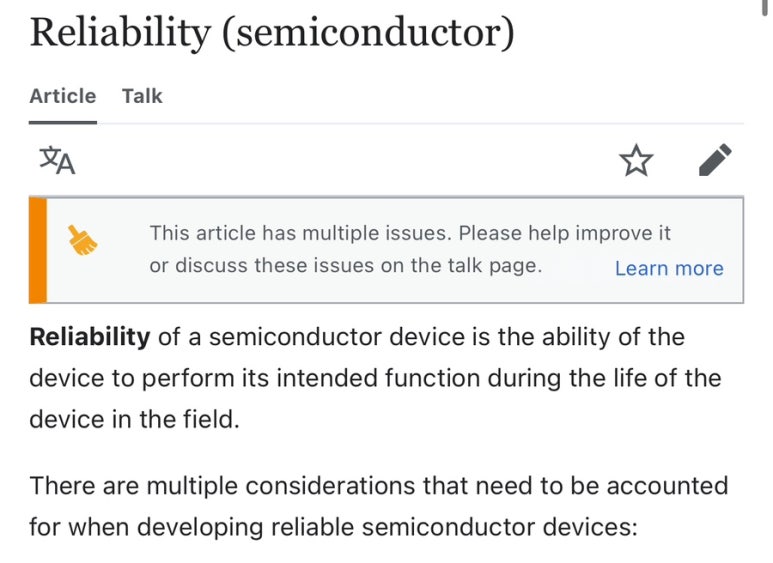 Reliability (semiconductor)
Article Talk
文A
This article has multiple issues. Please help improve it
or discuss these issues on the talk page. Learn more
Reliability of a semiconductor device is the ability of the
device to perform its intended function during the life of the
device in the field.
There are multiple considerations that need to be accounted
for when developing reliable semiconductor devices: